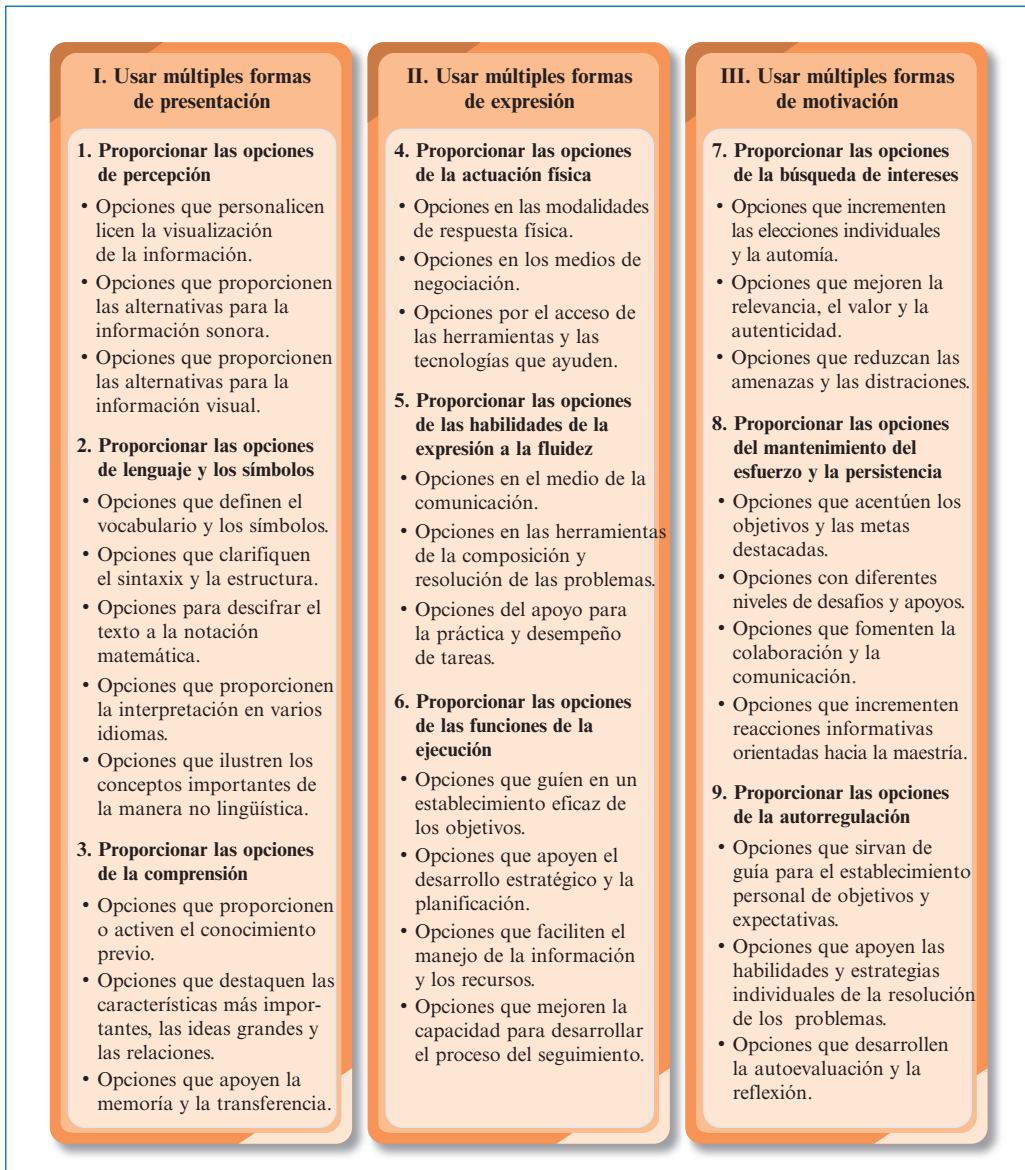 I. Usar múltiples formas
de presentación
1. Proporcionar las opciones
de percepción
• Opciones que personalicen
licen la visualización
de la información.
• Opciones que proporcionen
las alternativas para la
información sonora.
• Opciones que proporcionen
las alternativas para la
información visual.
2. Proporcionar las opciones
de lenguaje y los símbolos
• Opciones que definen el
vocabulario y los símbolos.
• Opciones que clarifiquen
el sintaxix y la estructura.
• Opciones para descifrar el
texto a la notación
matemática.
• Opciones que proporcionen
la interpretación en varios
idiomas.
• Opciones que ilustren los
conceptos importantes de
la manera no lingüística.
3. Proporcionar las opciones
de la comprensión
• Opciones que proporcionen
o activen el conocimiento
previo.
• Opciones que destaquen las
características más impor-
tantes, las ideas grandes y
las relaciones.
• Opciones que apoyen la
memoría y la transferencia.
II. Usar múltiples formas
de expresión
4. Proporcionar las opciones
de la actuación física
• Opciones en las modalidades
de respuesta física.
• Opciones en los medios de
negociación.
• Opciones por el acceso de
las herramientas y las
tecnologías que ayuden.
5. Proporcionar las opciones
de las habilidades de la
expresión a la fluidez
• Opciones en el medio de la
comunicación.
• Opciones en las herramientas
de la composición y
resolución de las problemas.
• Opciones del apoyo para
la práctica y desempeño
de tareas.
6. Proporcionar las opciones
de las funciones de la
ejecución
• Opciones que guíen en un
establecimiento eficaz de
los objetivos.
• Opciones que apoyen el
desarrollo estratégico y la
planificación.
• Opciones que faciliten el
manejo de la información
y los recursos.
• Opciones que mejoren la
capacidad para desarrollar
el proceso del seguimiento.
III. Usar múltiples formas
de motivación
7. Proporcionar las opciones
de la búsqueda de intereses
• Opciones que incrementen
las elecciones individuales
y la automía.
• Opciones que mejoren la
relevancia, el valor y la
autenticidad.
• Opciones que reduzcan las
amenazas y las distraciones.
8. Proporcionar las opciones
del mantenimiento del
esfuerzo y la persistencia
• Opciones que acentúen los
objetivos y las metas
destacadas.
• Opciones con diferentes
niveles de desafios y apoyos.
• Opciones que fomenten la
colaboración y la
comunicación.
• Opciones que incrementen
reacciones informativas
orientadas hacia la maestría.
9. Proporcionar las opciones
de la autorregulación
• Opciones que sirvan de
guía para el establecimiento
personal de objetivos y
expectativas.
• Opciones que apoyen las
habilidades y estrategias
individuales de la resolución
de los problemas.
• Opciones que desarrollen
la autoevaluación y la
reflexión.